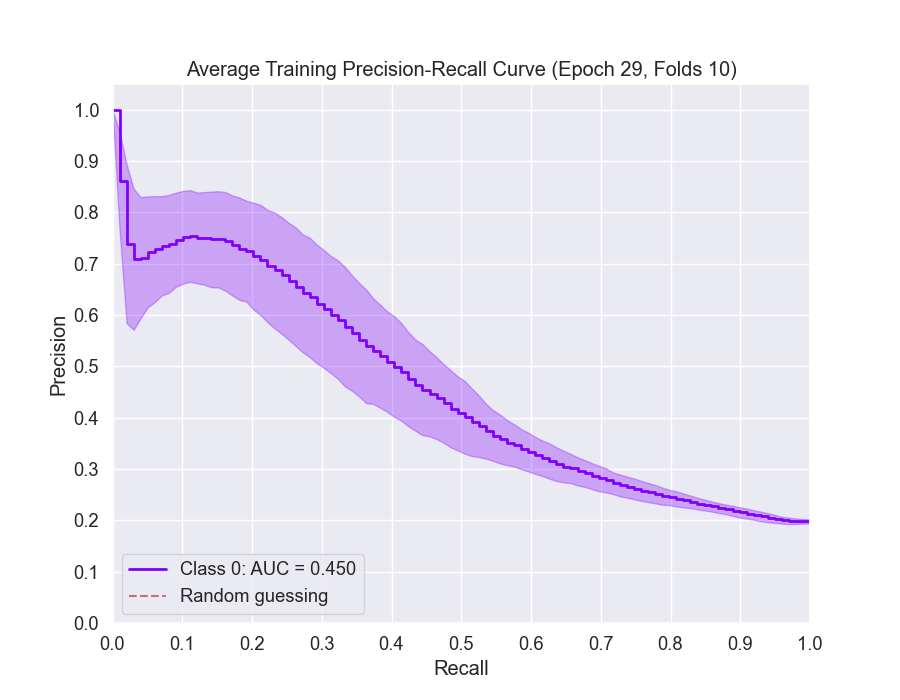 Average Training Precision-Recall Curve (Epoch 29, Folds 10)
Precision
1.0
0.9
0.8
0.7
0.6
0.5
0.4
0.3
0.2
0.1
0.0
Class 0: AUC = 0.450
Random guessing
0.0 0.1 0.2 0.3 0.4 0.5 0.6 0.7 0.8 0.9 1.0
Recall